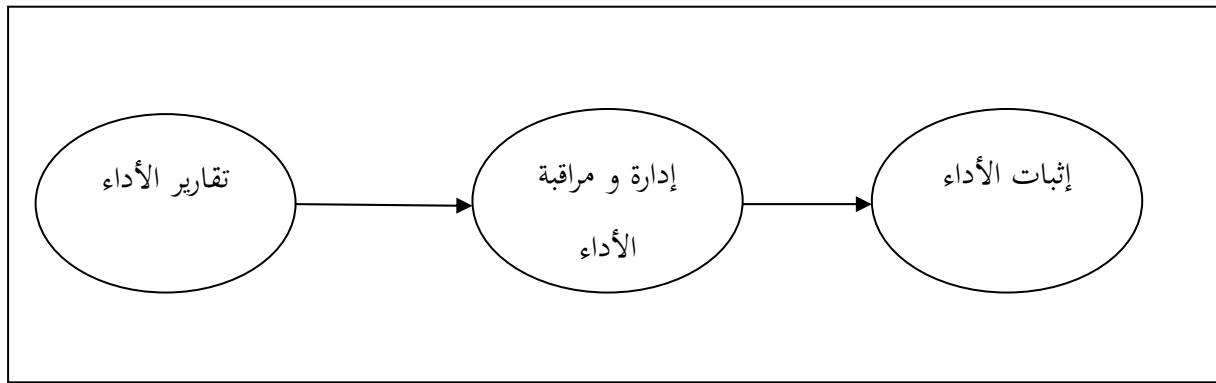 تقارير الأداء
إدارة و مراقبة
الأداء
إثبات الأداء